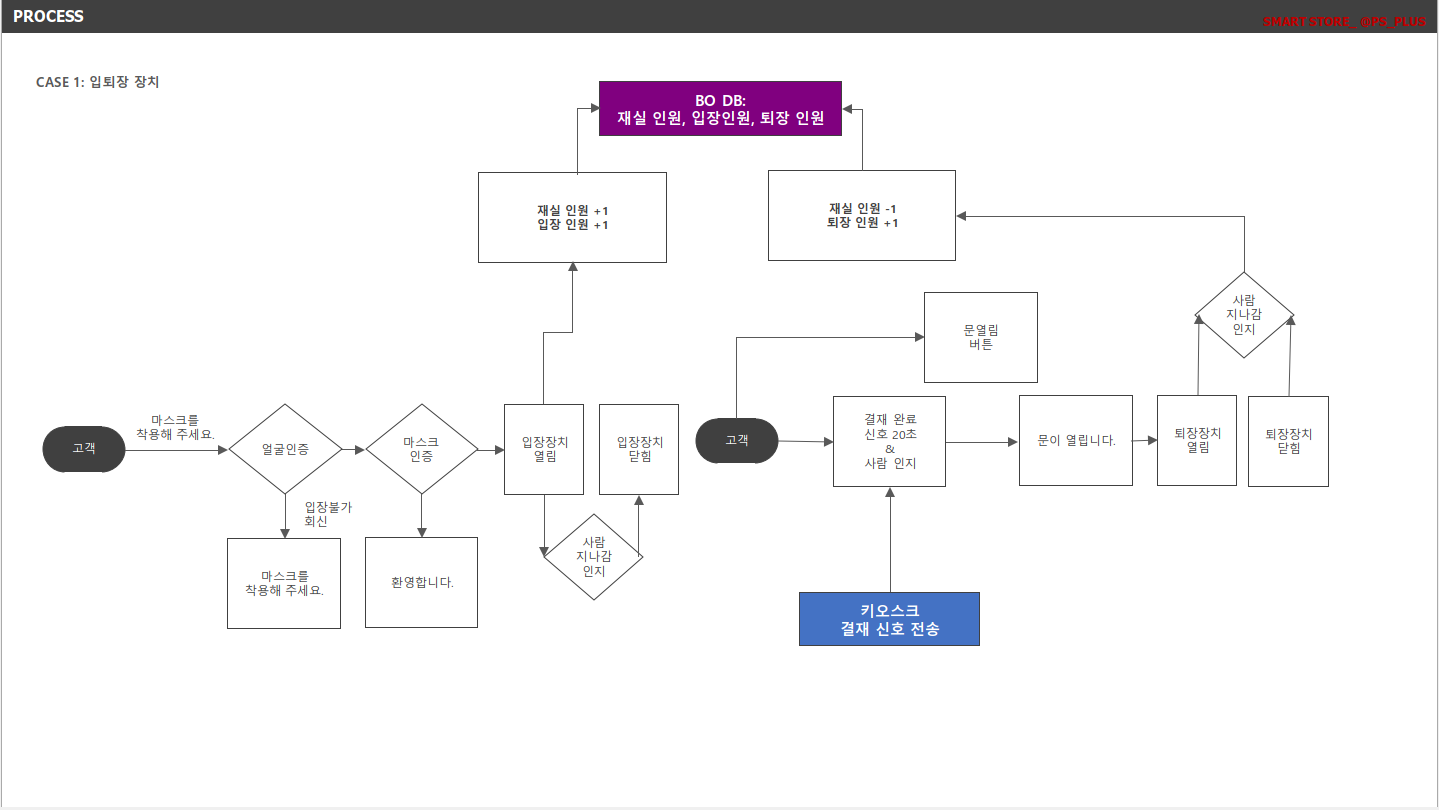 PROCESS
SMART STORE_ @PS_PLUS
CASE 1: 입퇴장 장치
BO DB:
재실 인원, 입장인원, 퇴장 인원
재실 인원 +1
입장 인원 +1
재실 인원 -1
퇴장 인원 +1
사람
지나감
인지
문열림
버튼
고객
마스크를
착용해 주세요.
얼굴인증
마스크
인증
입장장치
열림
입장장치
닫힘
고객
결재 완료
신호 20초
&
사람 인지
문이 열립니다.
퇴장장치
열림
퇴장장치
닫힘
입장불가
회신
마스크를
착용해 주세요.
환영합니다.
사람
지나감
인지
키오스크
결재 신호 전송